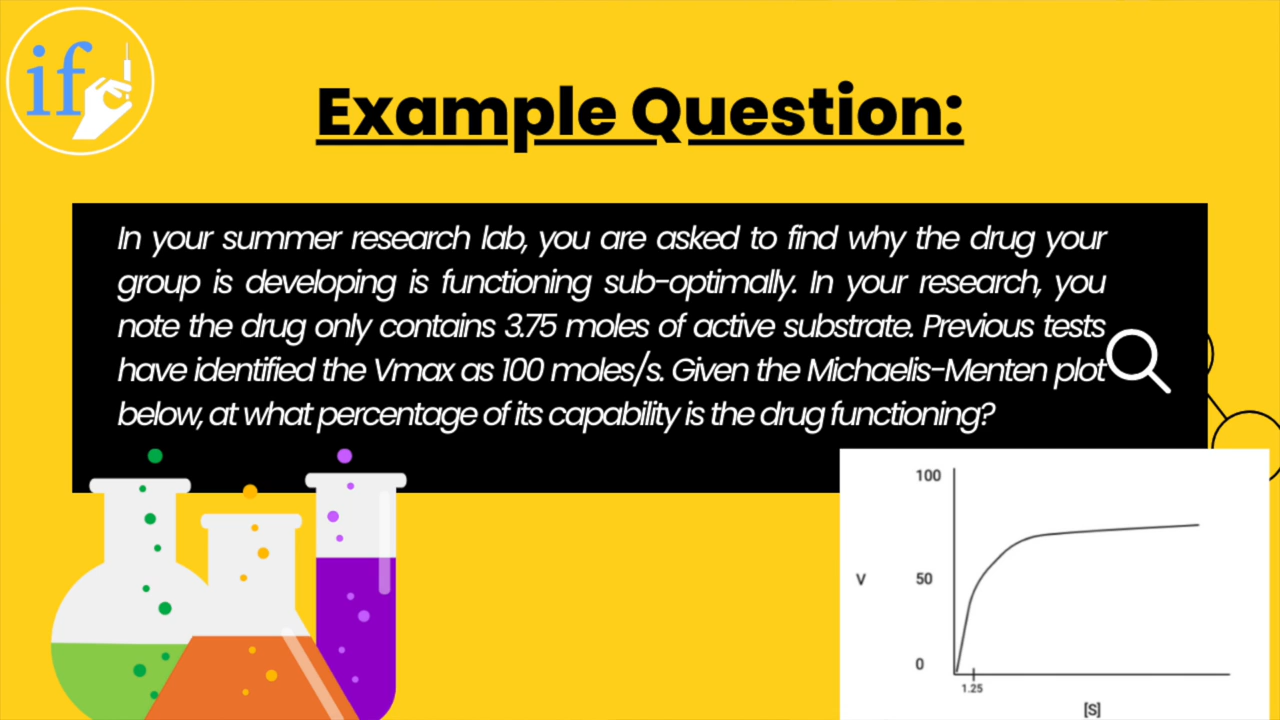 if
Example Question:
In your summer research lab, you are asked to find why the drug your
group is developing is functioning sub-optimally. In your research, you
note the drug only contains 3.75 moles of active substrate. Previous tests
have identified the Vmax as 100 moles/s. Given the Michaelis-Menten plot
below, at what percentage of its capability is the drug functioning?
100
V
50
0
1.25
[S]